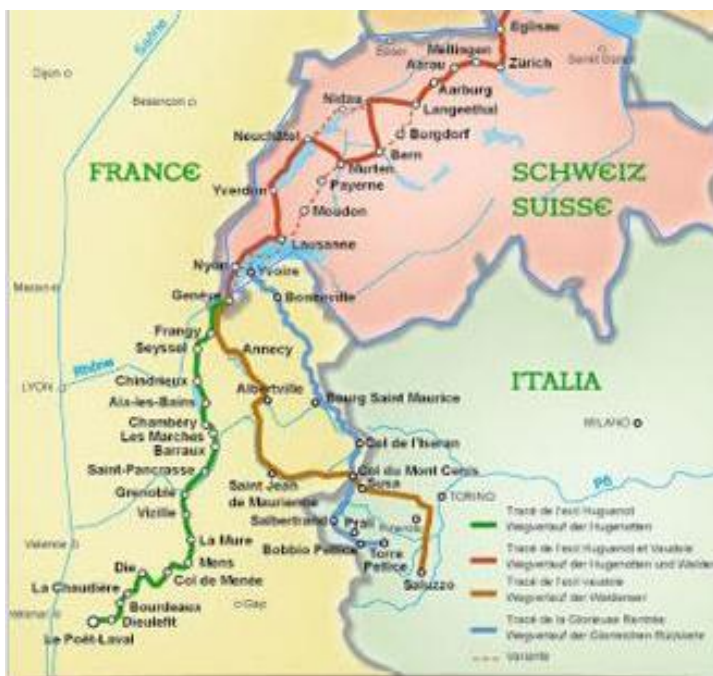 Eglisau
Saône
Mellingen
Dijon
Aarau
Zürich
Aarburg
Besançon
Nidau
Langenthal
Neuchâtel
Burgdorf
Bern
FRANCE
Murten
SCHWEIZ
Payerne
Yverdon
SUISSE
Moudon
Lausanne
Nyon
Yvoire
Genève
Bonneville
Frangy
Seyssel
Annecy
Rhône
ITALIA
Chindrieux
LYON
Albertville
Aix-les-Bains
Bourg Saint Maurice
MILANO
Chambéry
Les Marches
Col de l'Iseran
Barraux
Saint-Pancrasse
Col du Mont Cenis
Pô
Saint Jean
de Maurienne
Susa
TORINO
Grenoble
Vizille
Salbertrand
Prali
Tracé de l'exil Huguenot
Wegverlauf der Hugenotten
La Mure
Valence
Bobbio Pellice
Torre
Pellice
Tracé de l'exil Huguenot et Vaudois
Wegverlauf der Hugenotten und Waldenser
Mens
Die
Col de Menée
Saluzzo
Tracé de l'exil vaudois
Wegverlauf der Waldenser
La Chaudière
Bourdeaux
Gap
Tracé de la Glorieuse Rentrée
Wegverlauf der Glorreichen Rückkehr
Dieulefit
Le Poët-Laval
Variante